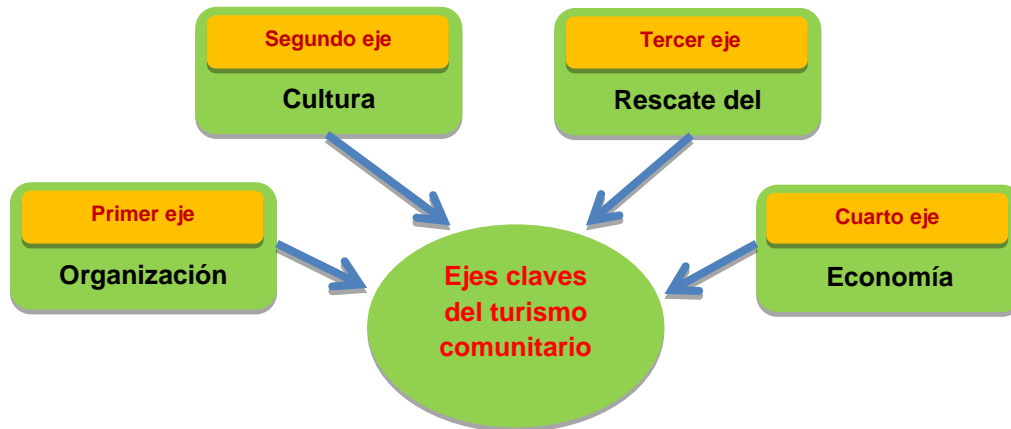 Segundo eje
Cultura
Tercer eje
Rescate del
Primer eje
Organización
Cuarto eje
Economía
Ejes claves
del turismo
comunitario